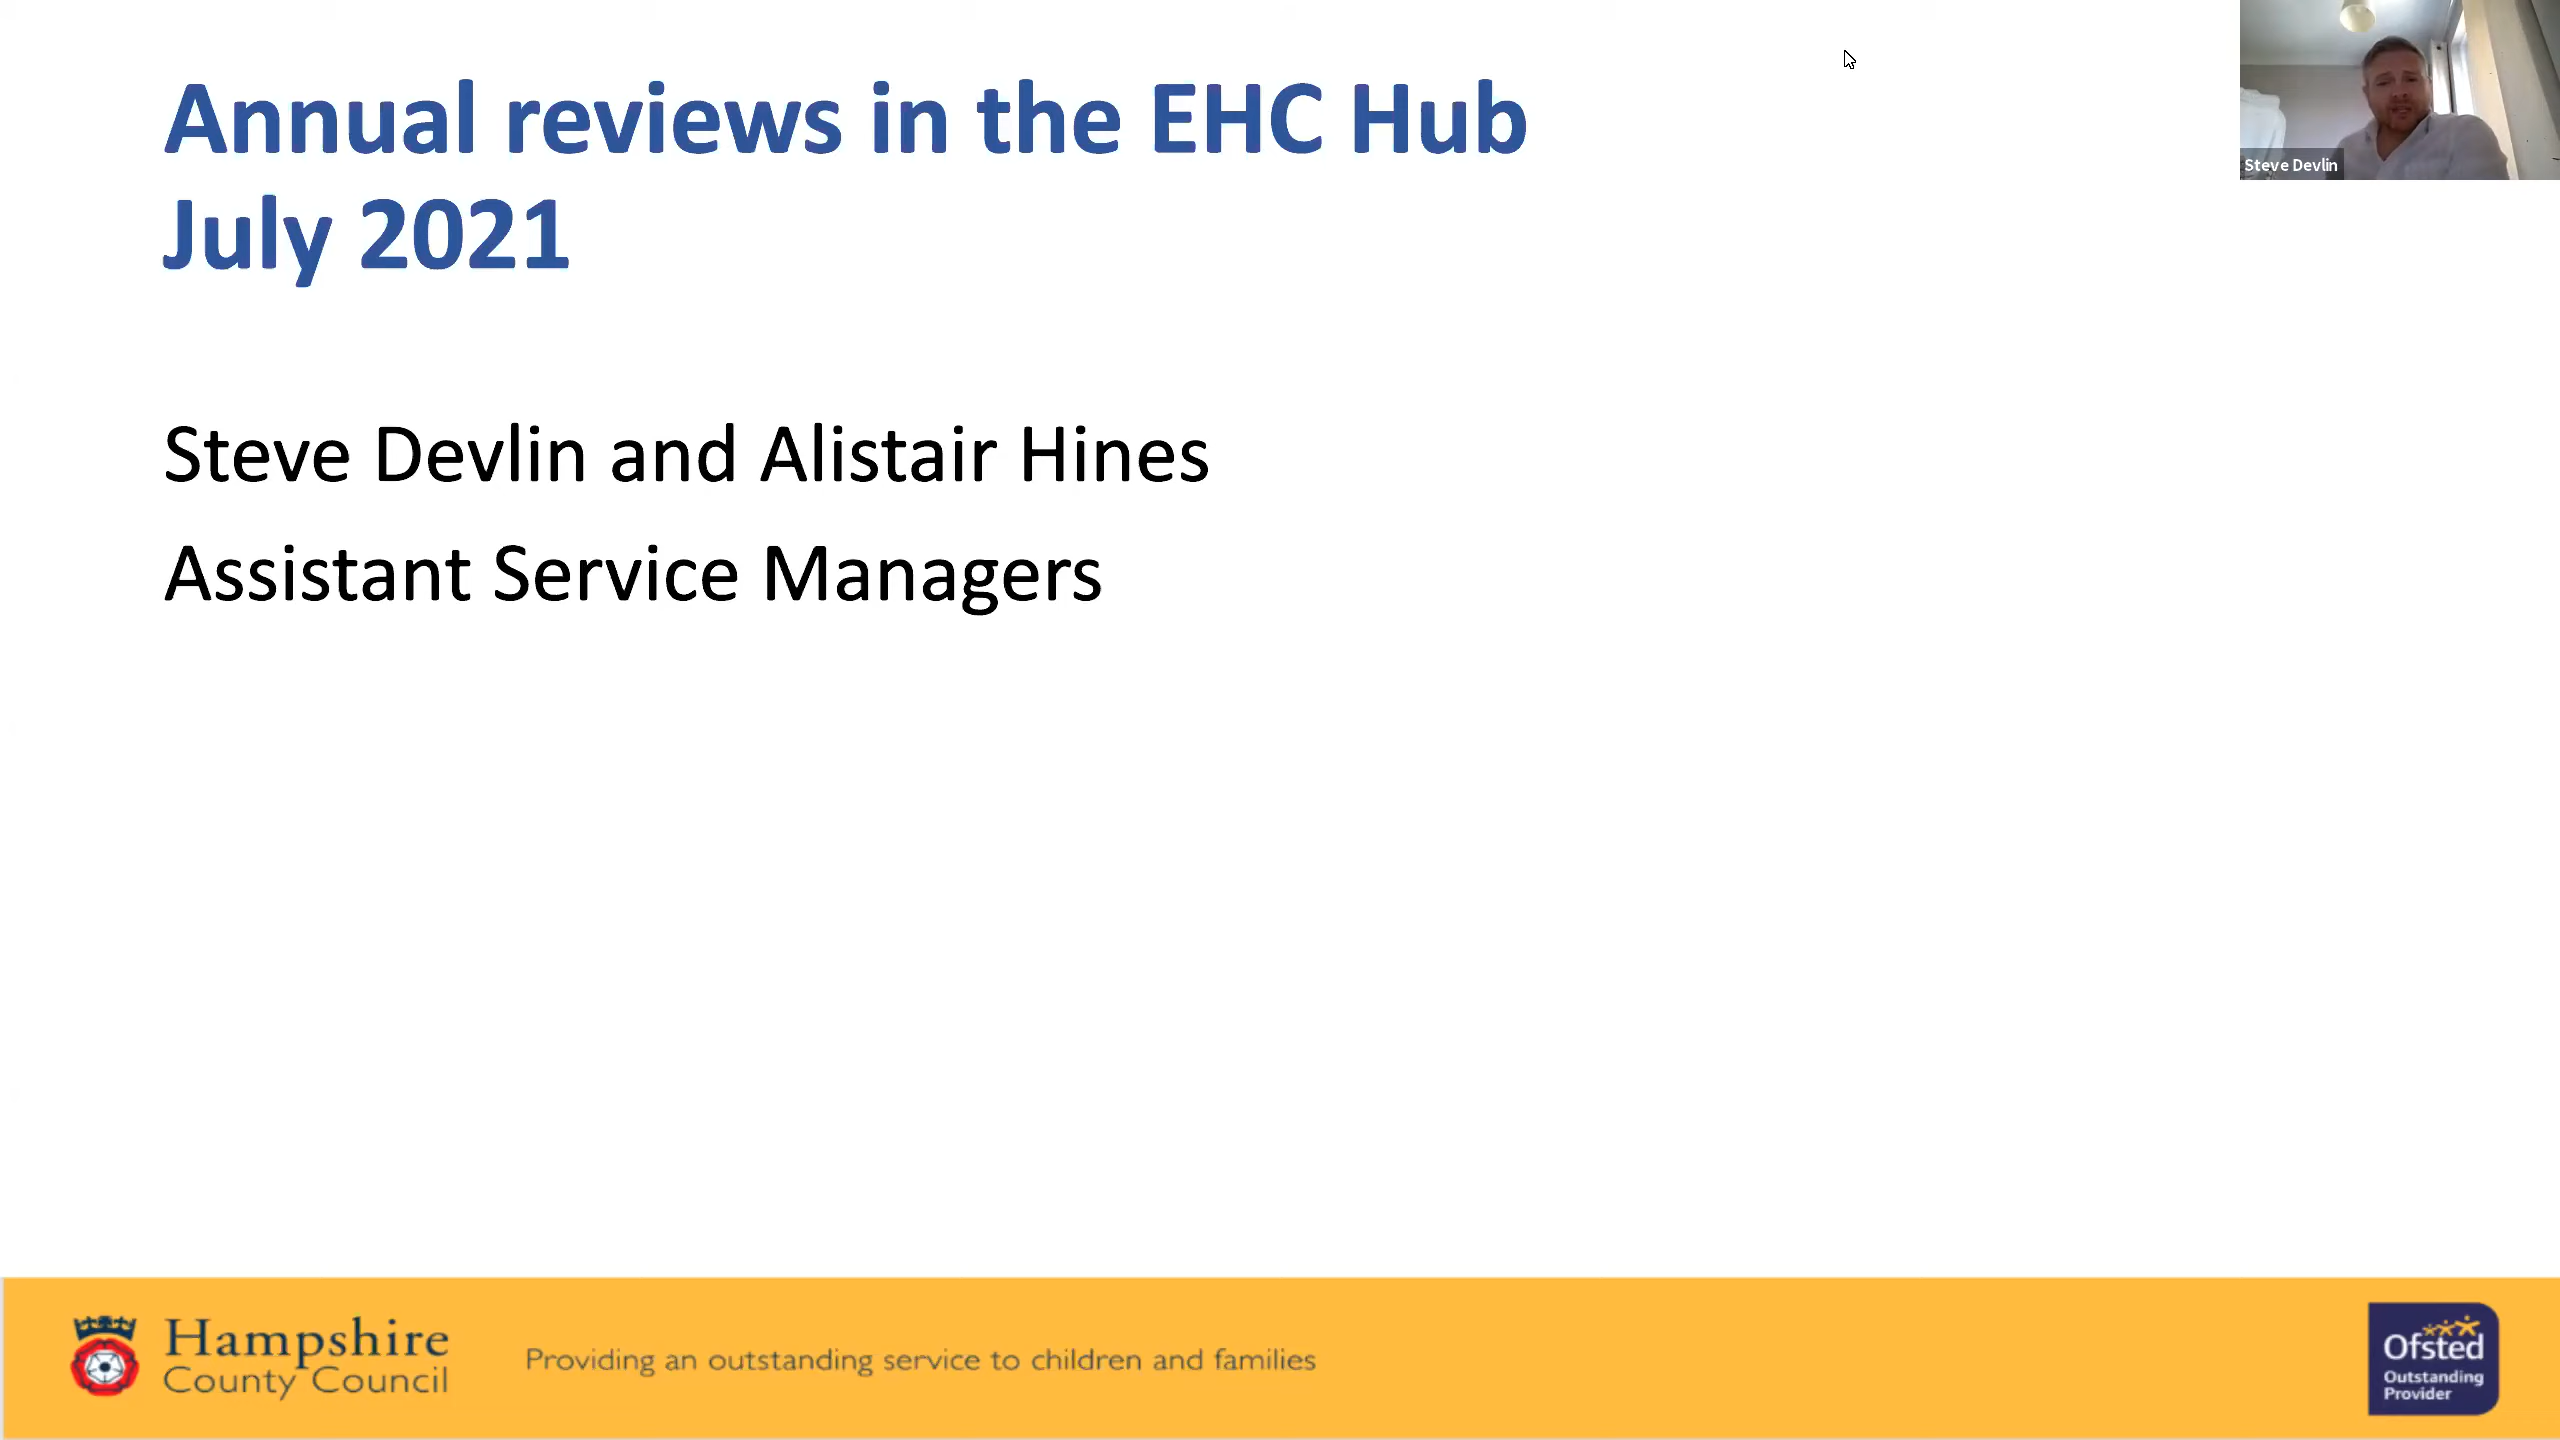 Annual reviews in the EHC Hub
July 2021
Steve Devlin
Steve Devlin and Alistair Hines
Assistant Service Managers
Hampshire
County Council
Providing an outstanding service to children and families
Ofsted
Outstanding
Provider